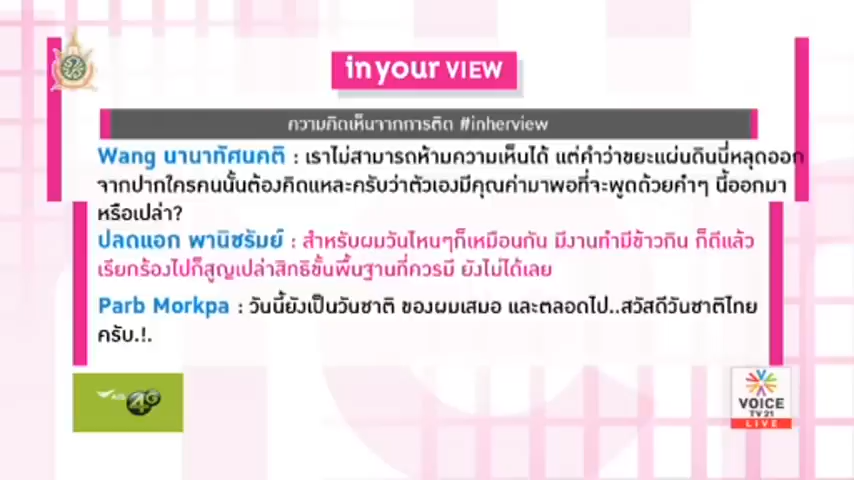 in your VIEW
ความคิดเห็นจากการติด #inherview
Wang นานาทัศนคติ : เราไม่สามารถห้ามความเห็นได้ แต่คำว่าขยะแผ่นดินนี่หลุดออก
จากปากใครคนนั้นต้องคิดแหละครับว่าตัวเองมีคุณค่ามาพอที่จะพูดด้วยคำๆ นี้ออกมา
หรือเปล่า?
ปลดแอก พานิชรัมย์ : สำหรับผมวันไหนๆก็เหมือนกัน มีงานทำมีข้าวกิน ก็ดีแล้ว
เรียกร้องไปก็สูญเปล่าสิทธิขั้นพื้นฐานที่ควรมี ยังไม่ได้เลย
Parb Morkpa : วันนี้ยังเป็นวันชาติ ของผมเสมอ และตลอดไป..สวัสดีวันชาติไทย
ครับ.!.
AIS 4G
VOICE
TV 21
LIVE